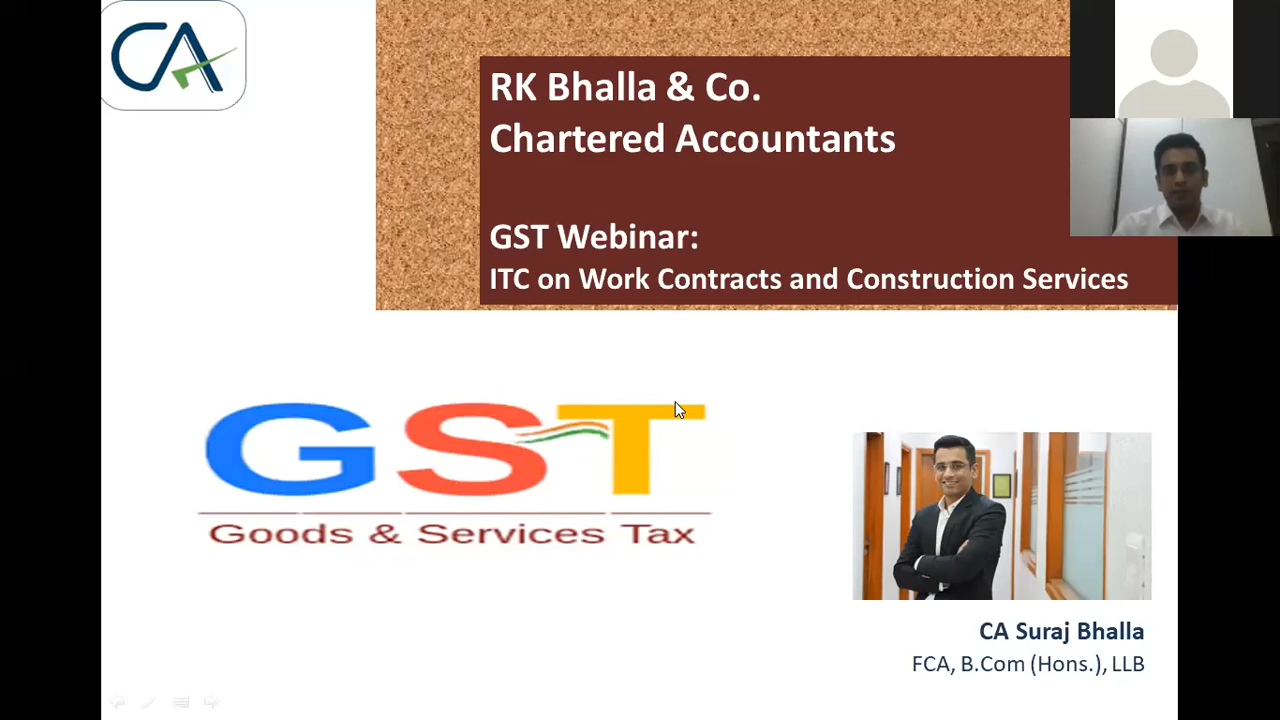 CA
RK Bhalla & Co.
Chartered Accountants
GST Webinar:
ITC on Work Contracts and Construction Services
GST
Goods & Services Tax
CA Suraj Bhalla
FCA, B.Com (Hons.), LLB